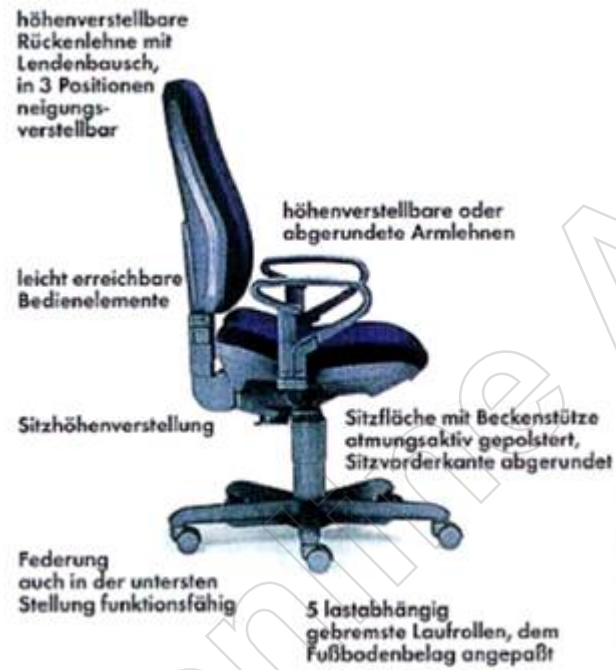 höhenverstellbare
Rückenlehne mit
Lendenbausch,
in 3 Positionen
neigungs-
verstellbar
höhenverstellbare oder
abgerundete Armlehnen
leicht erreichbare
Bedienelemente
Sitzhöhenverstellung
Sitzfläche mit Beckenstütze
atmungsaktiv gepolstert,
Sitzvorderkante abgerundet
Federung
auch in der untersten
Stellung funktionsfähig
5 lastabhängig
gebremste Laufrollen, dem
Fußbodenbelag angepaßt
online A